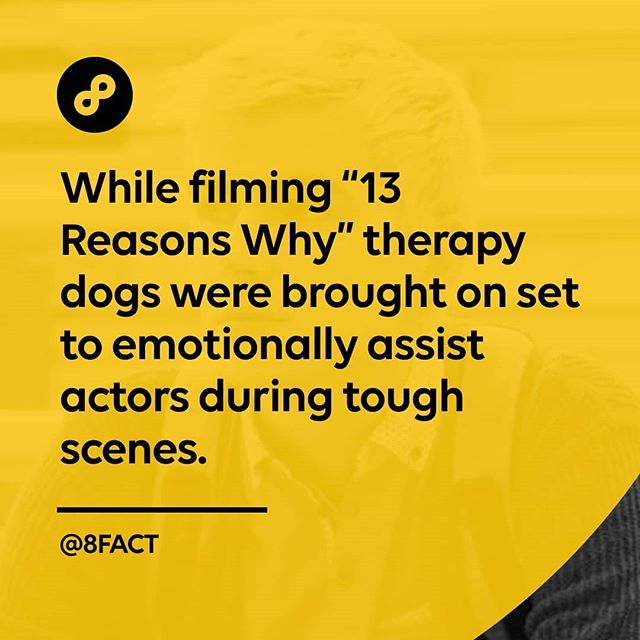 While filming “13
Reasons Why” therapy
dogs were brought on set
to emotionally assist
actors during tough
scenes.
@8FACT